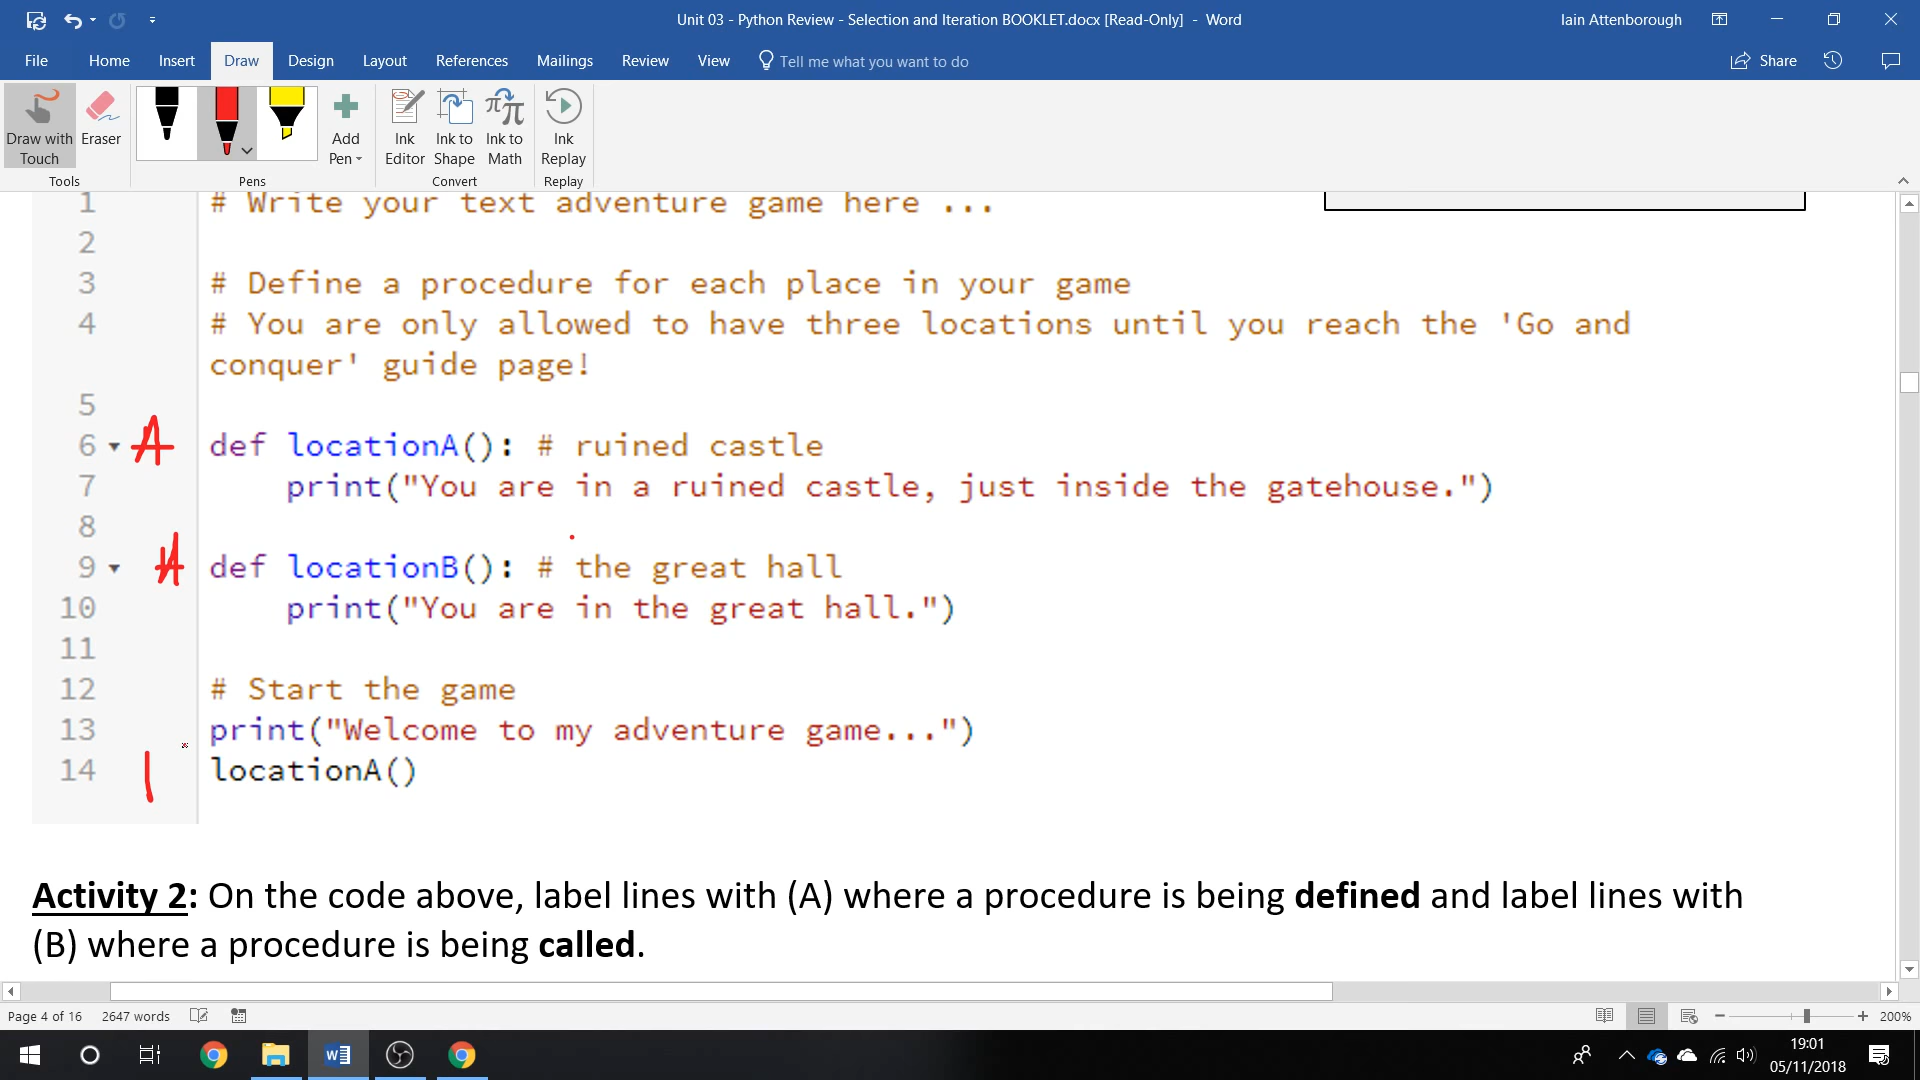 Unit 03 - Python Review - Selection and Iteration BOOKLET.docx [Read-Only] - Word
Iain Attenborough
File Home Insert Draw Design Layout References Mailings Review View Tell me what you want to do Share
Draw with Touch
Eraser
Add Pen
Ink Editor
Ink to Shape
Ink to Math
Ink Replay
Tools Pens Convert Replay
1 # Write your text adventure game here ...
2
3 # Define a procedure for each place in your game
4 # You are only allowed to have three locations until you reach the 'Go and
conquer' guide page!
5
6 A def locationA(): # ruined castle
7 print("You are in a ruined castle, just inside the gatehouse.")
8
9 A def locationB(): # the great hall
10 print("You are in the great hall.")
11
12 # Start the game
13 print("Welcome to my adventure game...")
14 locationA()
Activity 2: On the code above, label lines with (A) where a procedure is being defined and label lines with
(B) where a procedure is being called.
Page 4 of 16 2647 words 200%
19:01
05/11/2018